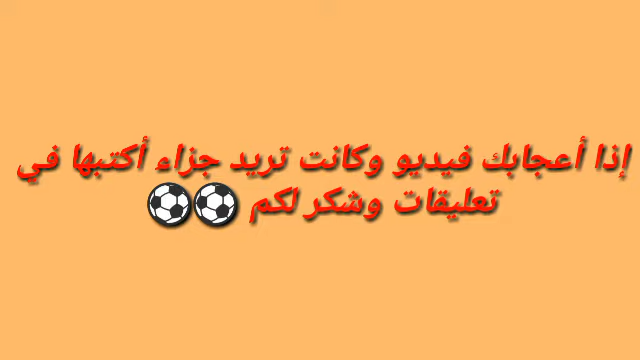 إذا أعجابك فيديو وكانت تريد جزاء أكتبها في
تعليقات وشكر لكم ⚽⚽